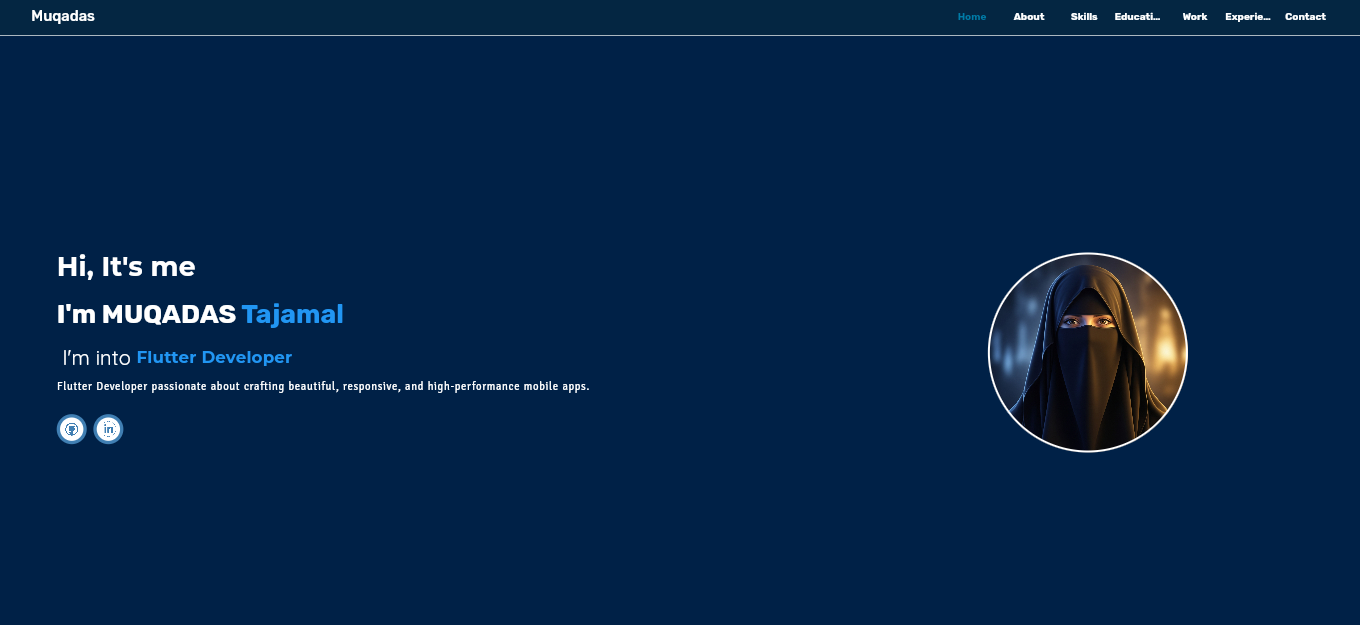 Muqadas
Home About Skills Educati... Work Experie... Contact
Hi, It's me
I'm MUQADAS Tajamal
I'm into Flutter Developer
Flutter Developer passionate about crafting beautiful, responsive, and high-performance mobile apps.
in